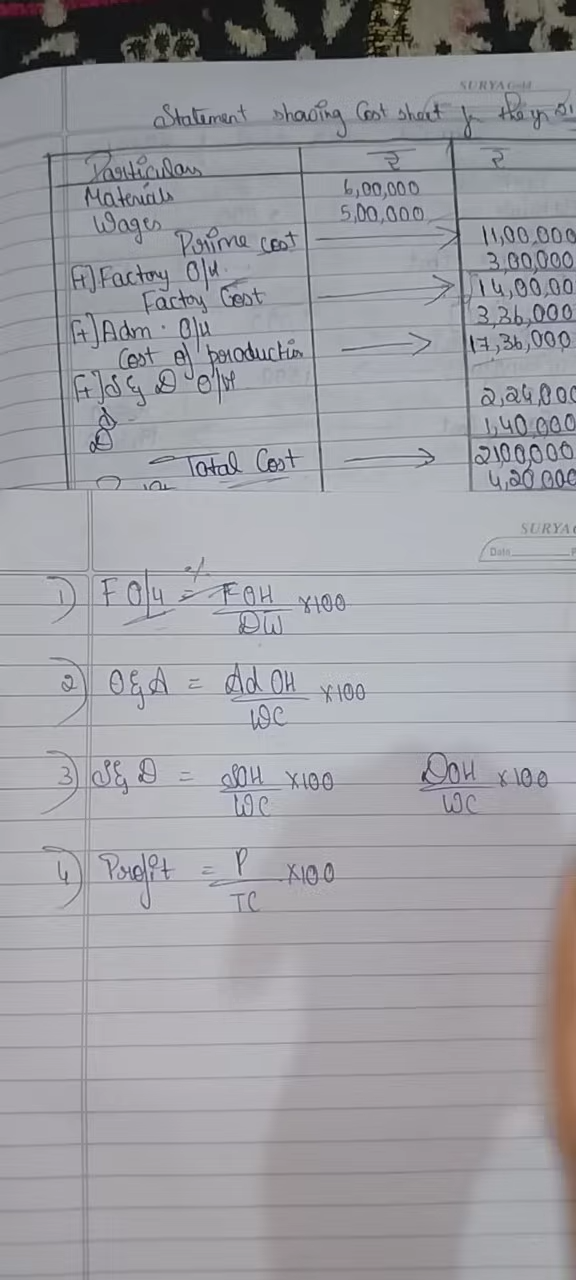 SURYA
Statement showing Cost sheet for the yr
Particulars ₹ ₹
Materials 6,00,000
Wages 5,00,000
Prime cost 11,00,000
[+] Factory O/H 3,00,000
Factory Cost 14,00,00
[+] Adm. O/H 3,36,000
Cost of production 17,36,000
[+] S & D O/H
S 2,24,000
D 1,40,000
Total Cost 2100,000
4,20,000
SURYA
Date
1) F O/H % = FOH/DW ×100
2) O & A = Ad OH/WC ×100
3) S & D = SOH/WC ×100 DOH/WC ×100
4) Profit = P/TC ×100